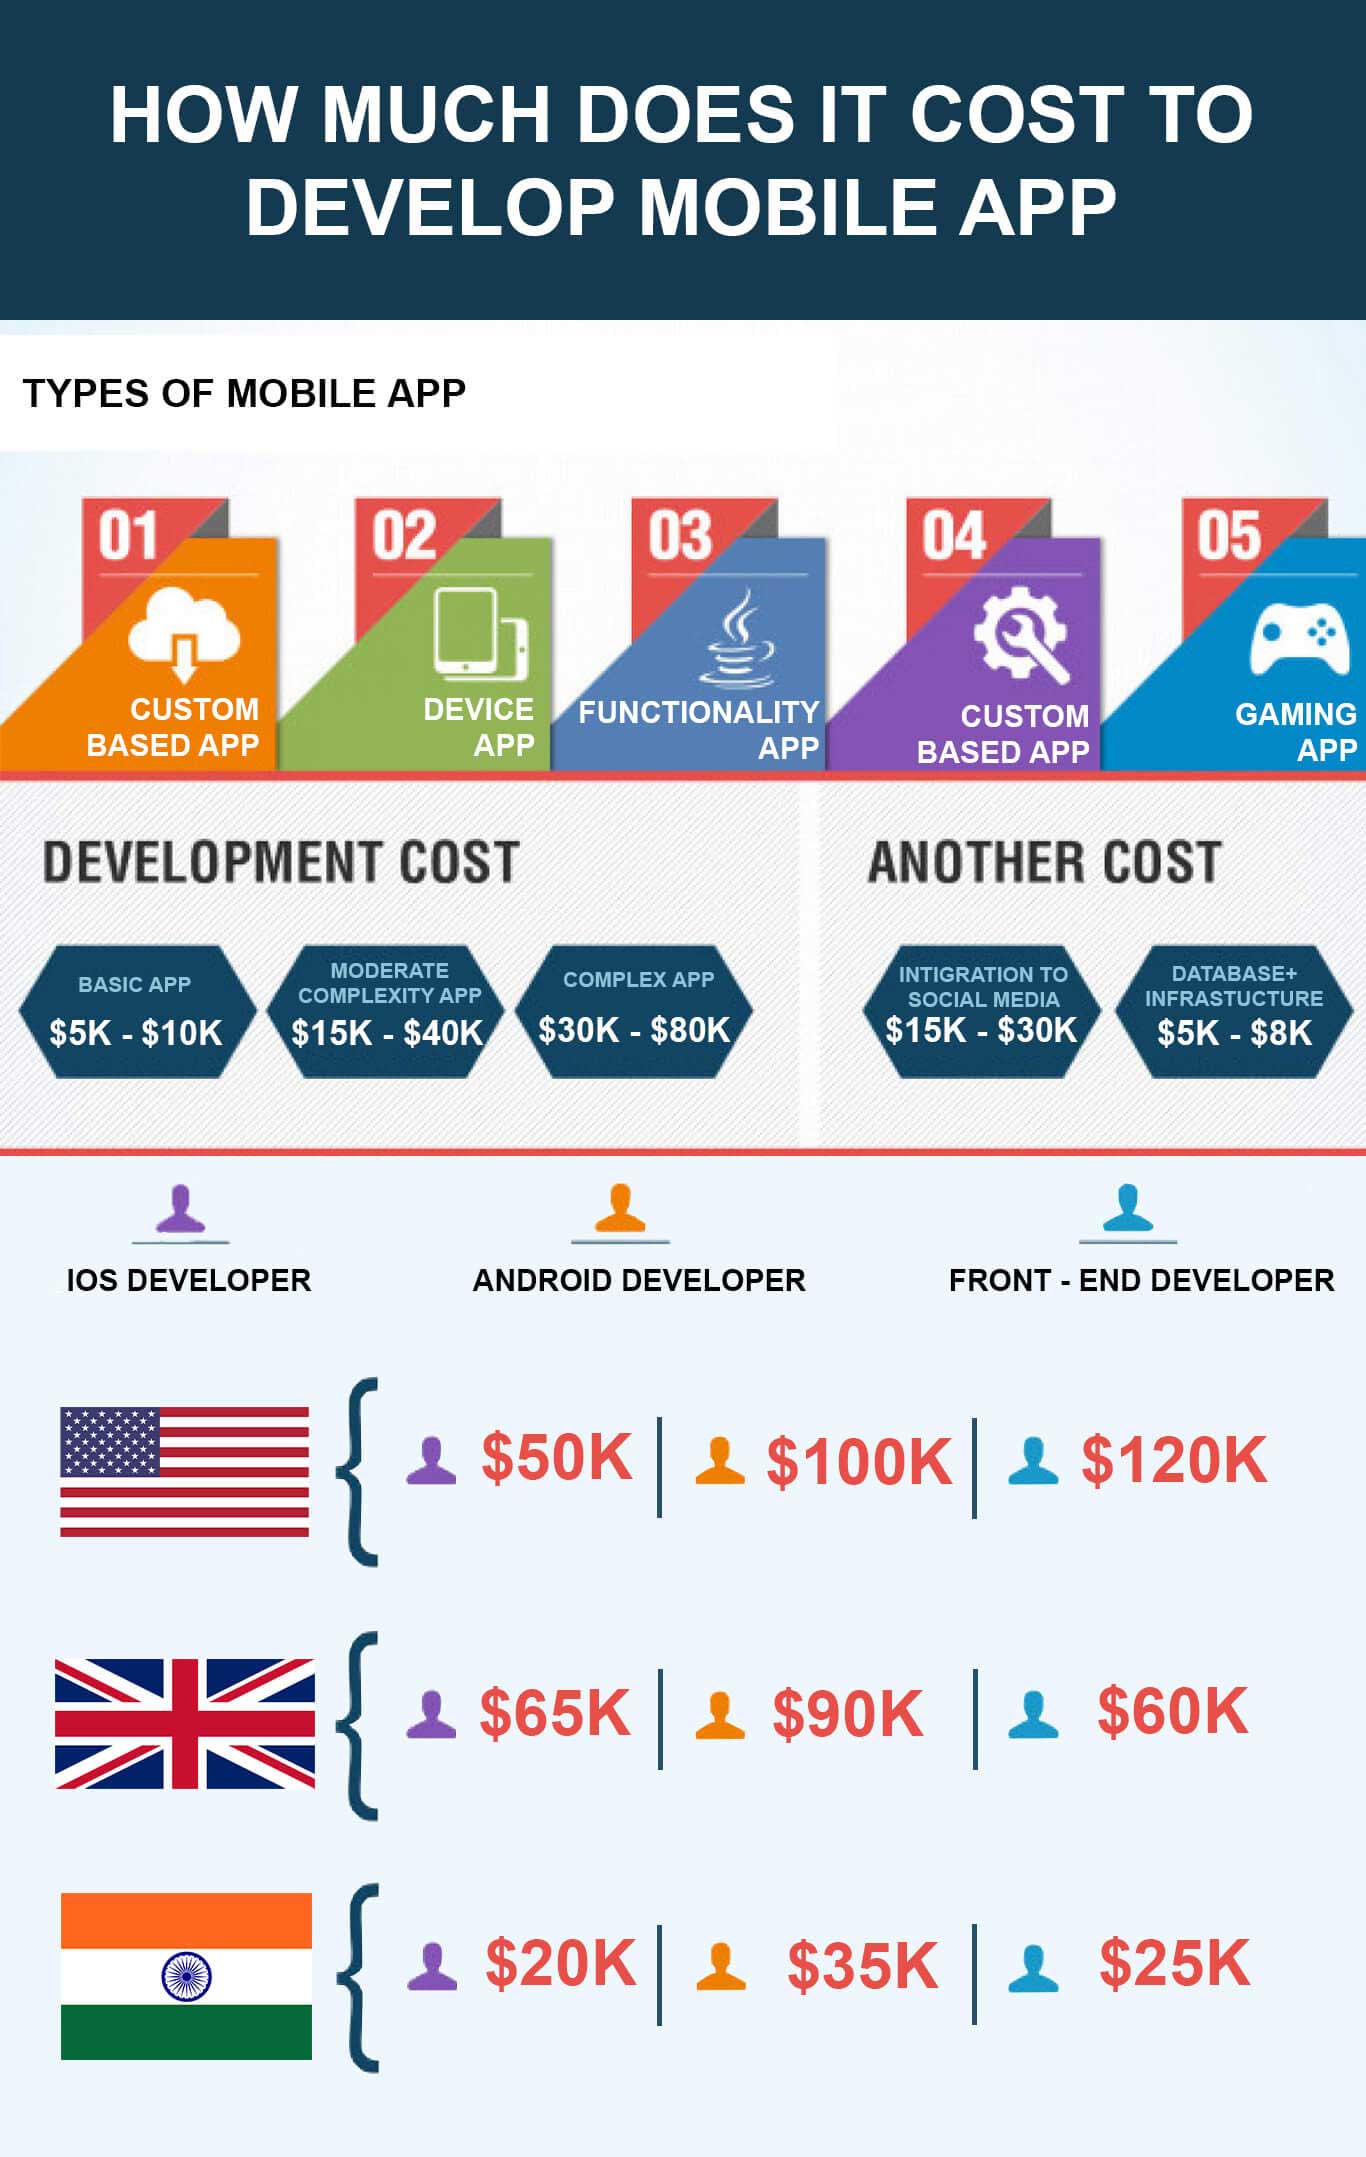 HOW MUCH DOES IT COST TO
DEVELOP MOBILE APP
TYPES OF MOBILE APP
01
CUSTOM
BASED APP
02
DEVICE
APP
03
FUNCTIONALITY
APP
04
CUSTOM
BASED APP
05
GAMING
APP
DEVELOPMENT COST
BASIC APP
$5K - $10K
MODERATE
COMPLEXITY APP
$15K - $40K
COMPLEX APP
$30K - $80K
ANOTHER COST
INTIGRATION TO
SOCIAL MEDIA
$15K - $30K
DATABASE+
INFRASTUCTURE
$5K - $8K
IOS DEVELOPER
ANDROID DEVELOPER
FRONT - END DEVELOPER
$50K
$100K
$120K
$65K
$90K
$60K
$20K
$35K
$25K